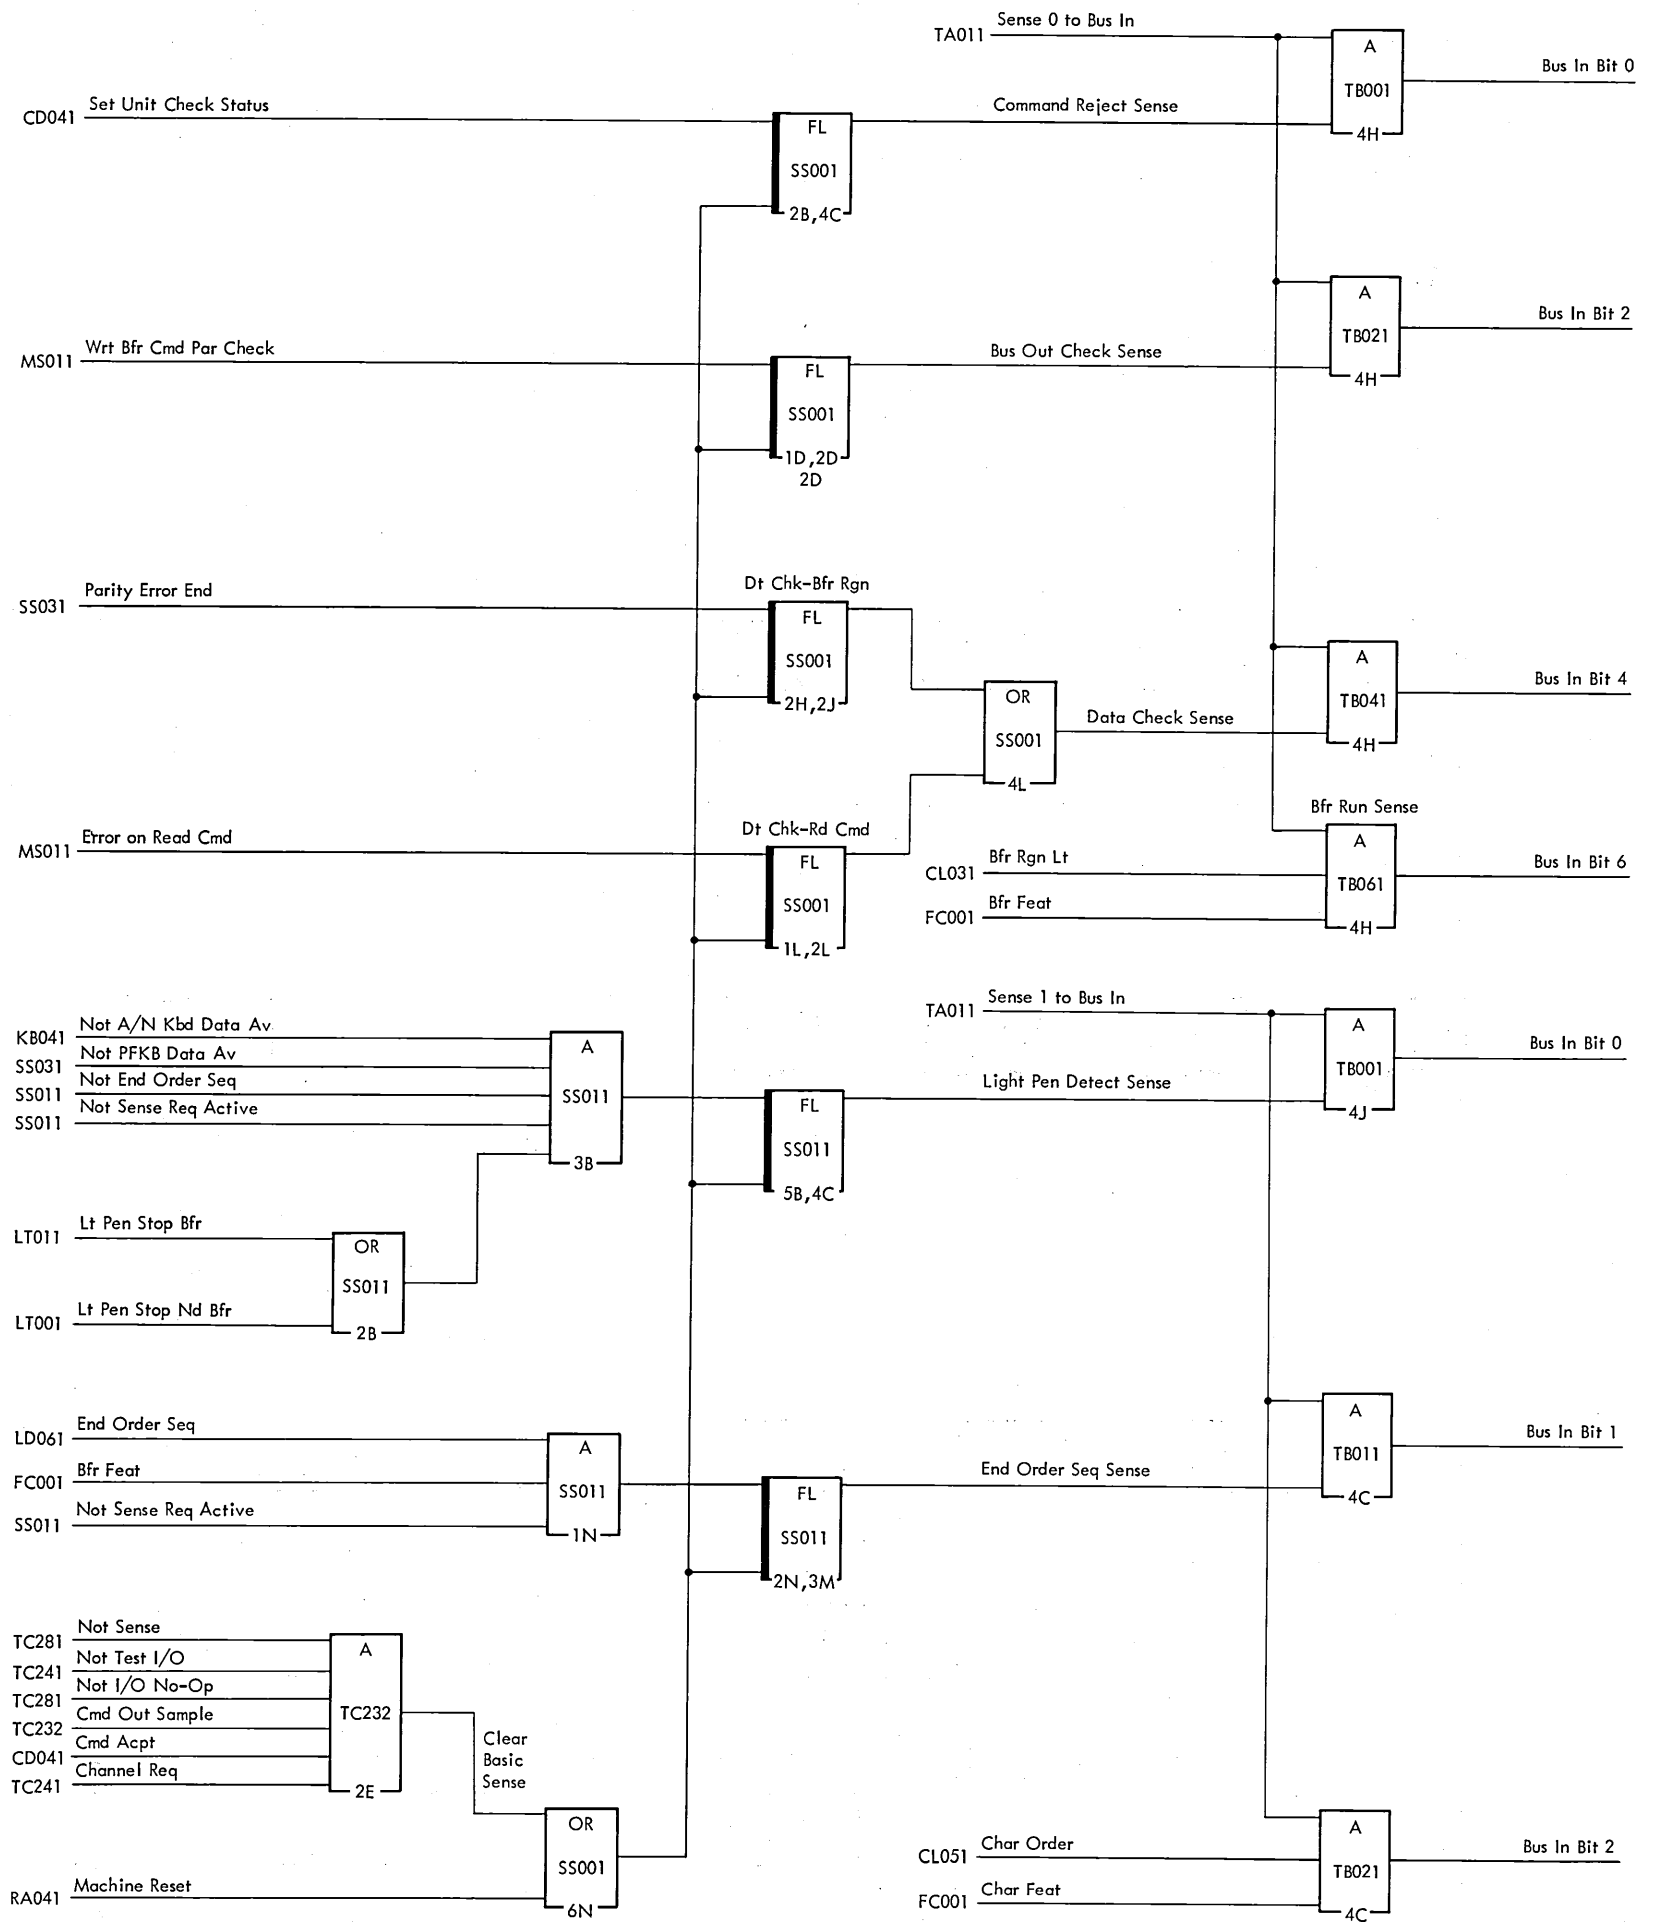 Sense 0 to Bus In
TA011
A
TB001
4H
Bus In Bit 0
Set Unit Check Status
CD041
FL
SS001
2B,4C
Command Reject Sense
A
TB021
4H
Bus In Bit 2
Wrt Bfr Cmd Par Check
MS011
FL
SS001
1D,2D
2D
Bus Out Check Sense
Parity Error End
SS031
Dt Chk-Bfr Rgn
FL
SS001
2H,2J
OR
SS001
4L
Data Check Sense
A
TB041
4H
Bus In Bit 4
Error on Read Cmd
MS011
Dt Chk-Rd Cmd
FL
SS001
1L,2L
Bfr Run Sense
Bfr Rgn Lt
CL031
Bfr Feat
FC001
A
TB061
4H
Bus In Bit 6
Sense 1 to Bus In
TA011
A
TB001
4J
Bus In Bit 0
Not A/N Kbd Data Av
KB041
Not PFKB Data Av
SS031
Not End Order Seq
SS011
Not Sense Req Active
SS011
A
SS011
3B
FL
SS011
5B,4C
Light Pen Detect Sense
Lt Pen Stop Bfr
LT011
OR
SS011
2B
Lt Pen Stop Nd Bfr
LT001
End Order Seq
LD061
Bfr Feat
FC001
Not Sense Req Active
SS011
A
SS011
1N
FL
SS011
2N,3M
End Order Seq Sense
A
TB011
4C
Bus In Bit 1
Not Sense
TC281
Not Test I/O
TC241
Not I/O No-Op
TC281
Cmd Out Sample
TC232
Cmd Acpt
CD041
Channel Req
TC241
A
TC232
2E
Clear
Basic
Sense
OR
SS001
6N
Machine Reset
RA041
Char Order
CL051
Char Feat
FC001
A
TB021
4C
Bus In Bit 2